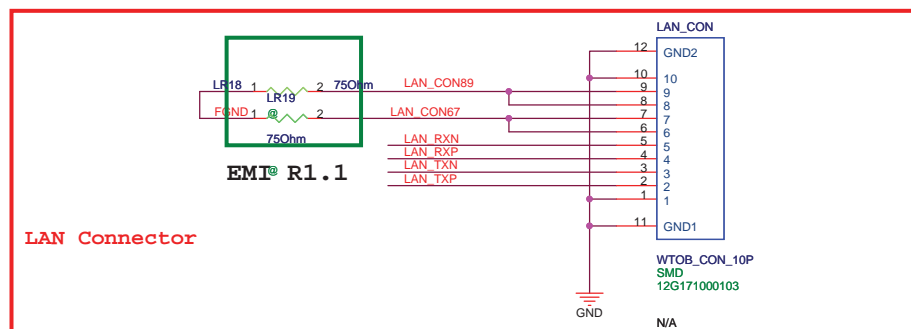 LAN_CON
12 GND2
10 10
9 9
8 8
7 7
6 6
5 5
4 4
3 3
2 2
1 1
11 GND1
LR18 1 2 75Ohm LAN_CON89
LR19
FGND 1 @ 2 LAN_CON67
75Ohm
LAN_RXN
LAN_RXP
LAN_TXN
LAN_TXP
EMI@ R1.1
LAN Connector
WTOB_CON_10P
SMD
12G171000103
GND
N/A